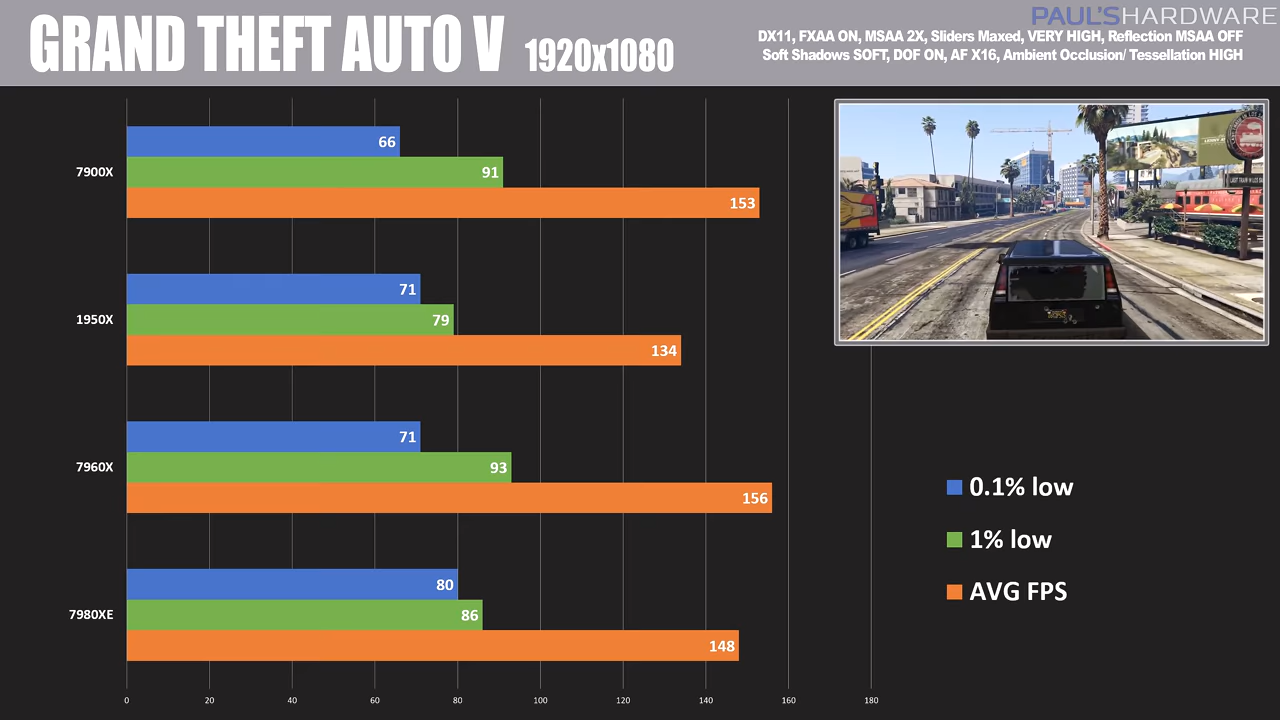 PAUL'SHARDWARE
GRAND THEFT AUTO V 1920x1080
DX11, FXAA ON, MSAA 2X, Sliders Maxed, VERY HIGH, Reflection MSAA OFF
Soft Shadows SOFT, DOF ON, AF X16, Ambient Occlusion/ Tessellation HIGH
7900X
66
91
153
1950X
71
79
134
7960X
71
93
156
7980XE
80
86
148
0 20 40 60 80 100 120 140 160 180
0.1% low
1% low
AVG FPS